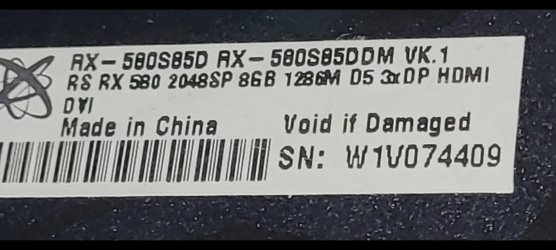 RX-580S85D RX-580S85DDM VK.1
RS RX 580 2048SP 8GB 1286M D5 3xDP HDMI
DVI
Made in China
Void if Damaged
SN: W1V074409